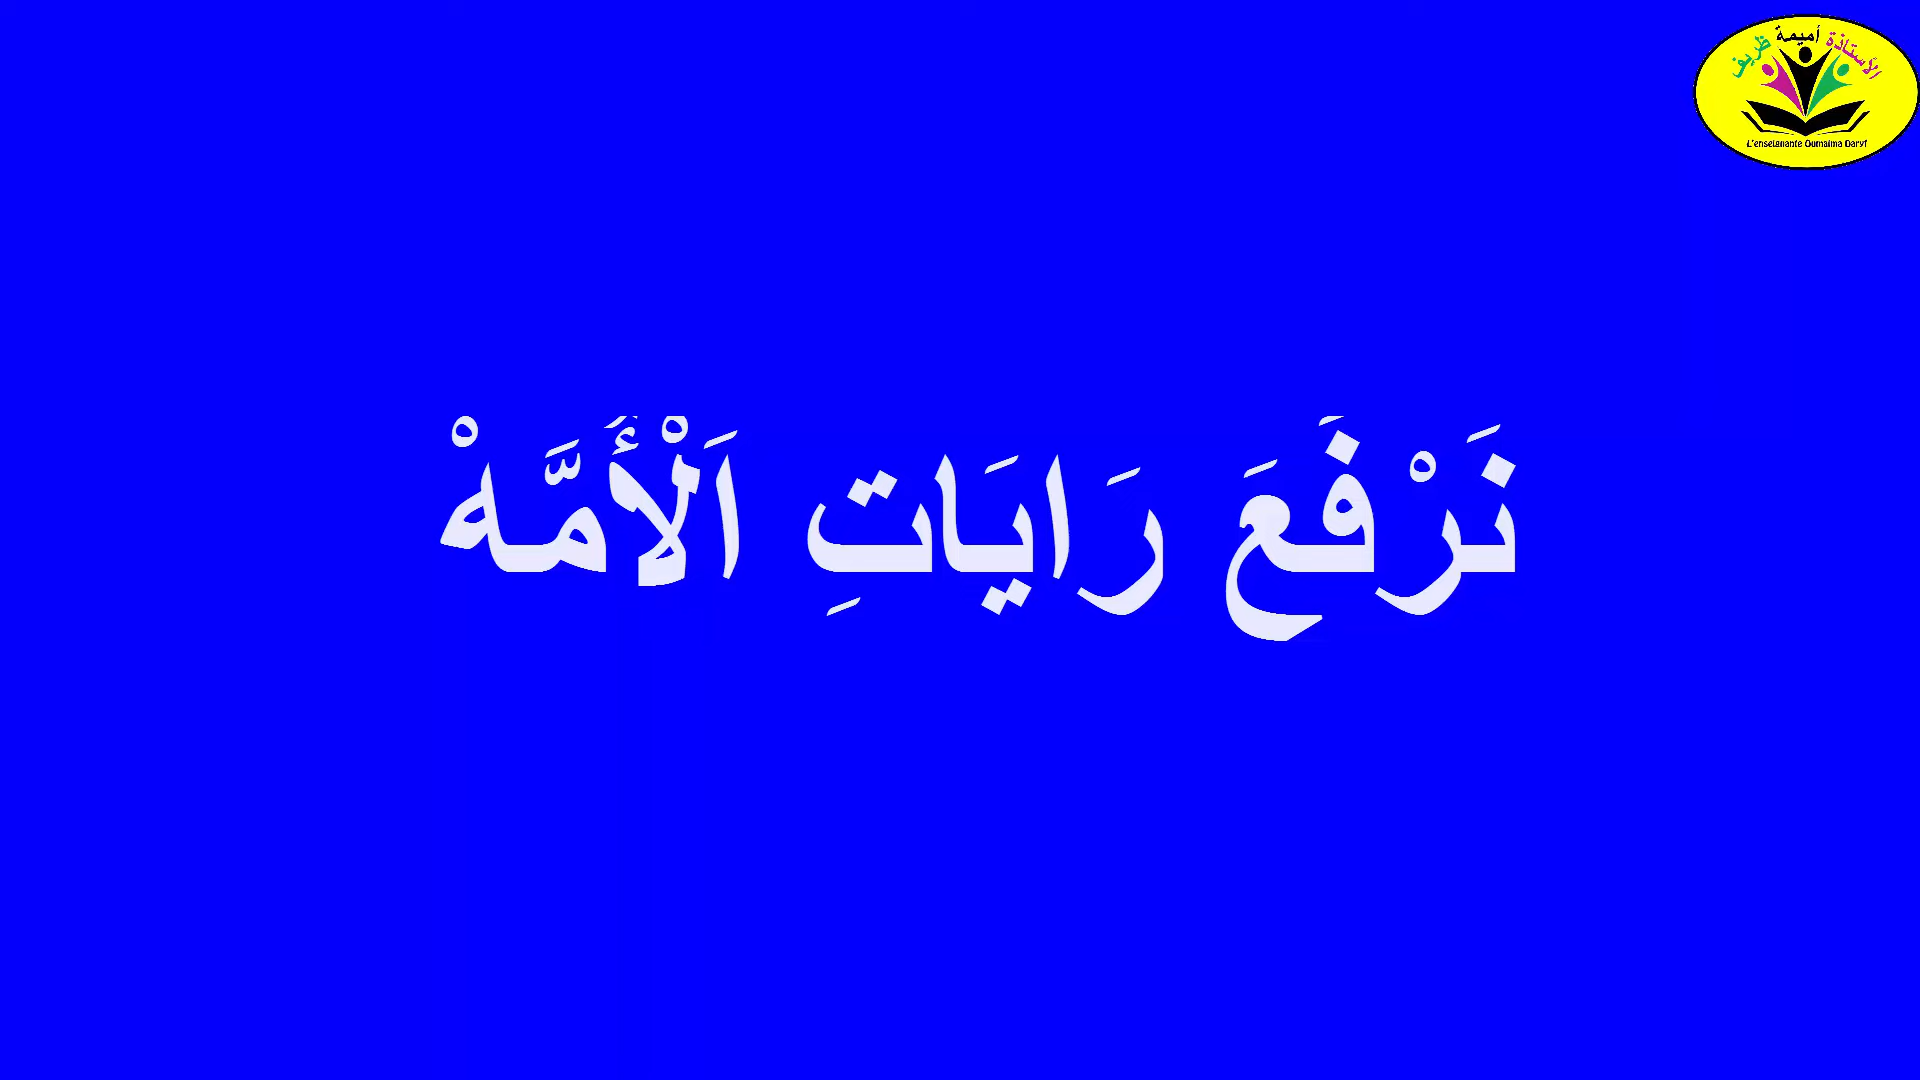 الأستاذة أميمة ظريف
L'enseignante Oumaima Daryf
نَرْفَعَ رَايَاتِ اَلْأَمَّهْ